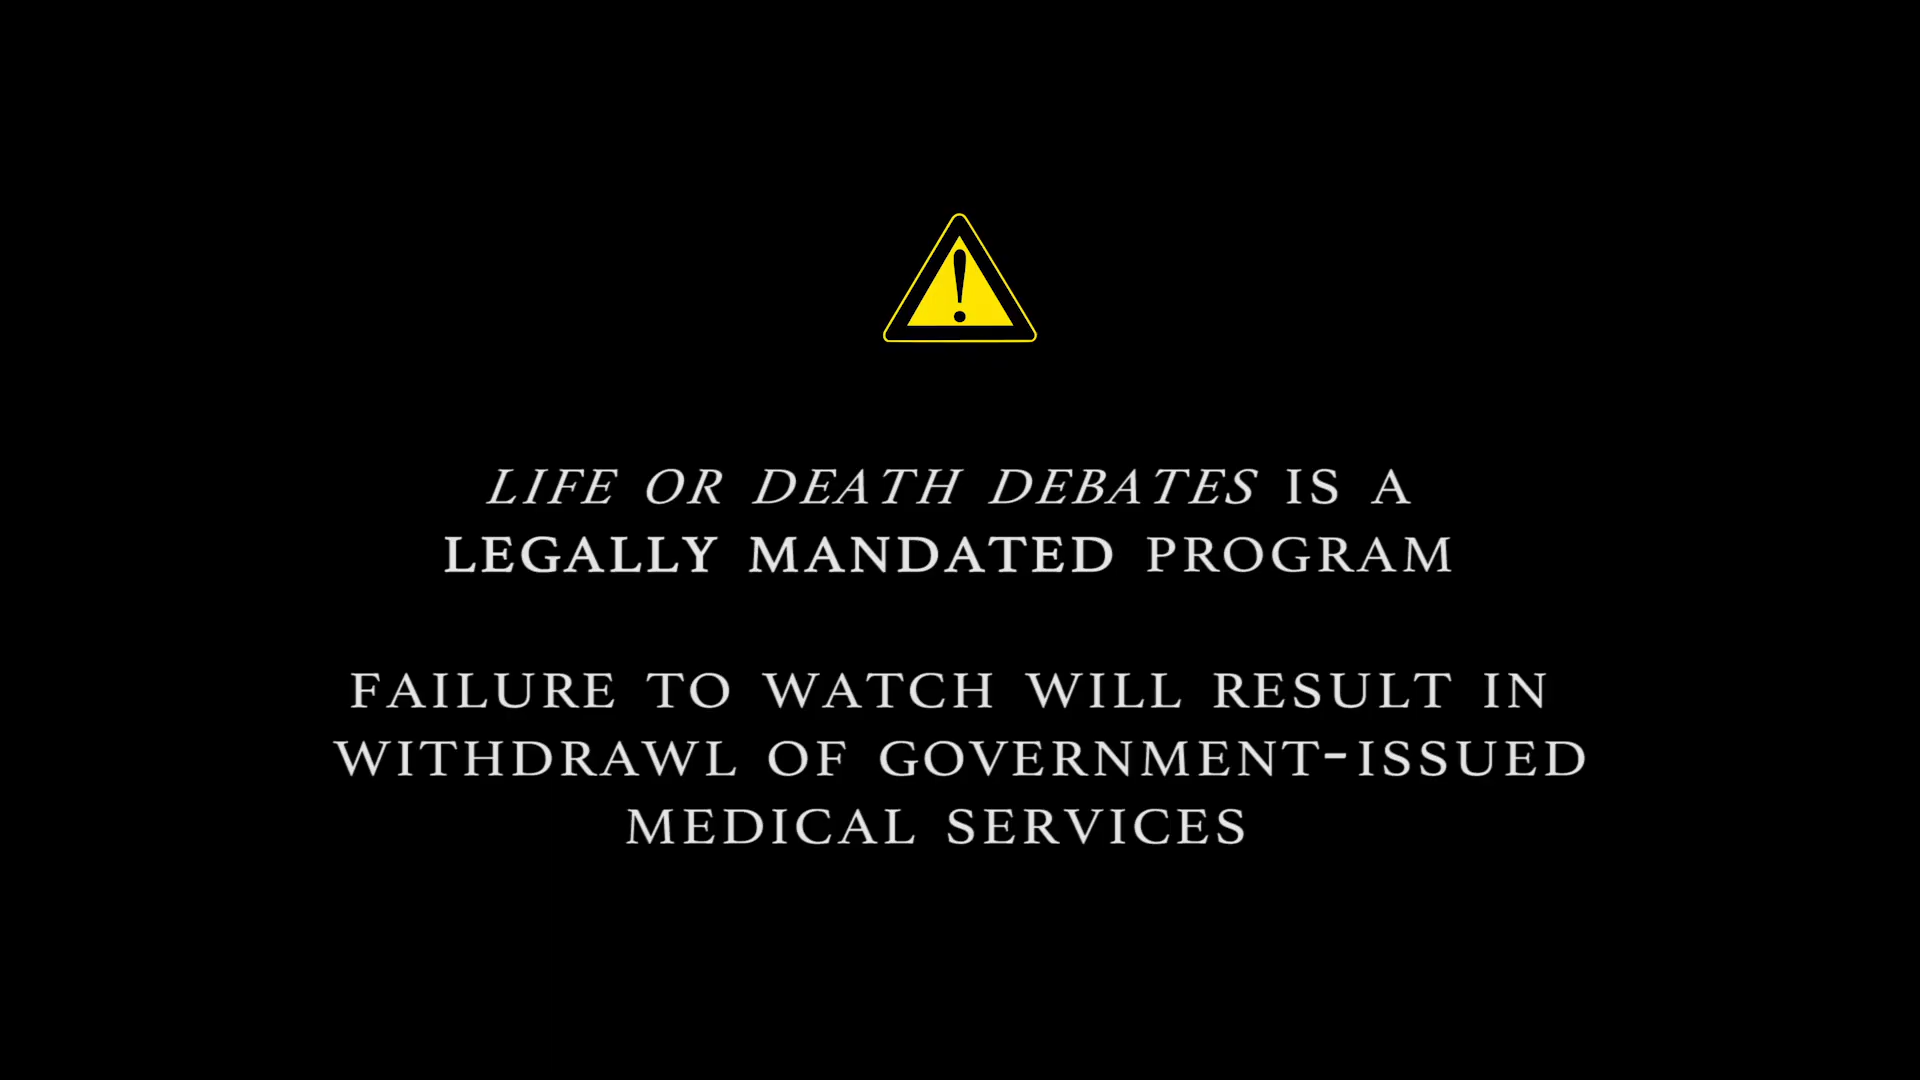 LIFE OR DEATH DEBATES IS A
LEGALLY MANDATED PROGRAM
FAILURE TO WATCH WILL RESULT IN
WITHDRAWL OF GOVERNMENT-ISSUED
MEDICAL SERVICES